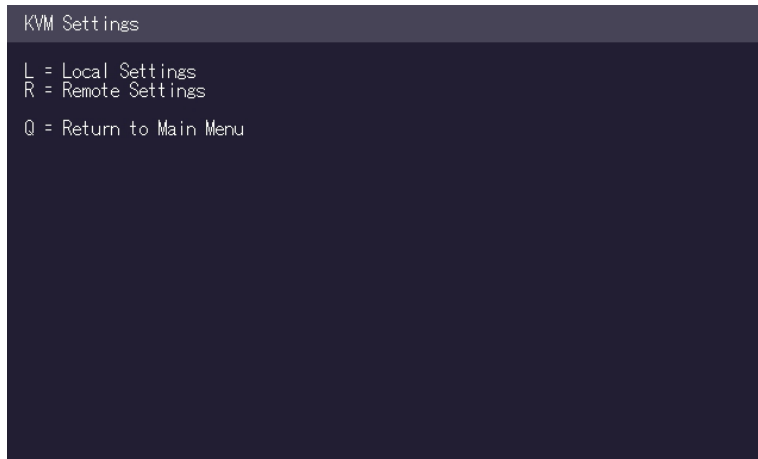 KVM Settings
L = Local Settings
R = Remote Settings
Q = Return to Main Menu